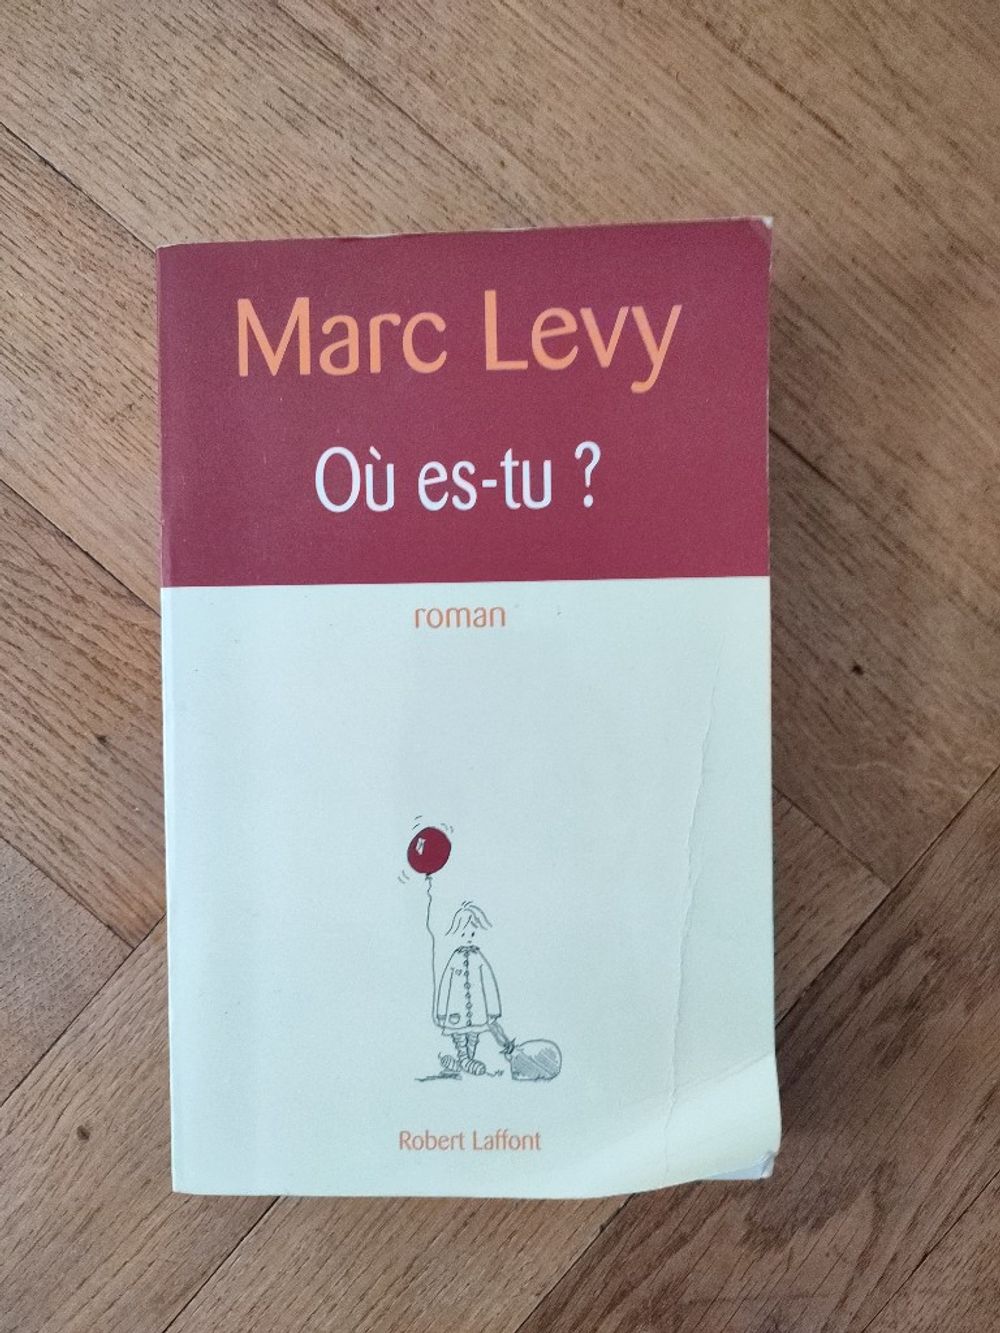 Marc Levy
Où es-tu ?
roman
Robert Laffont